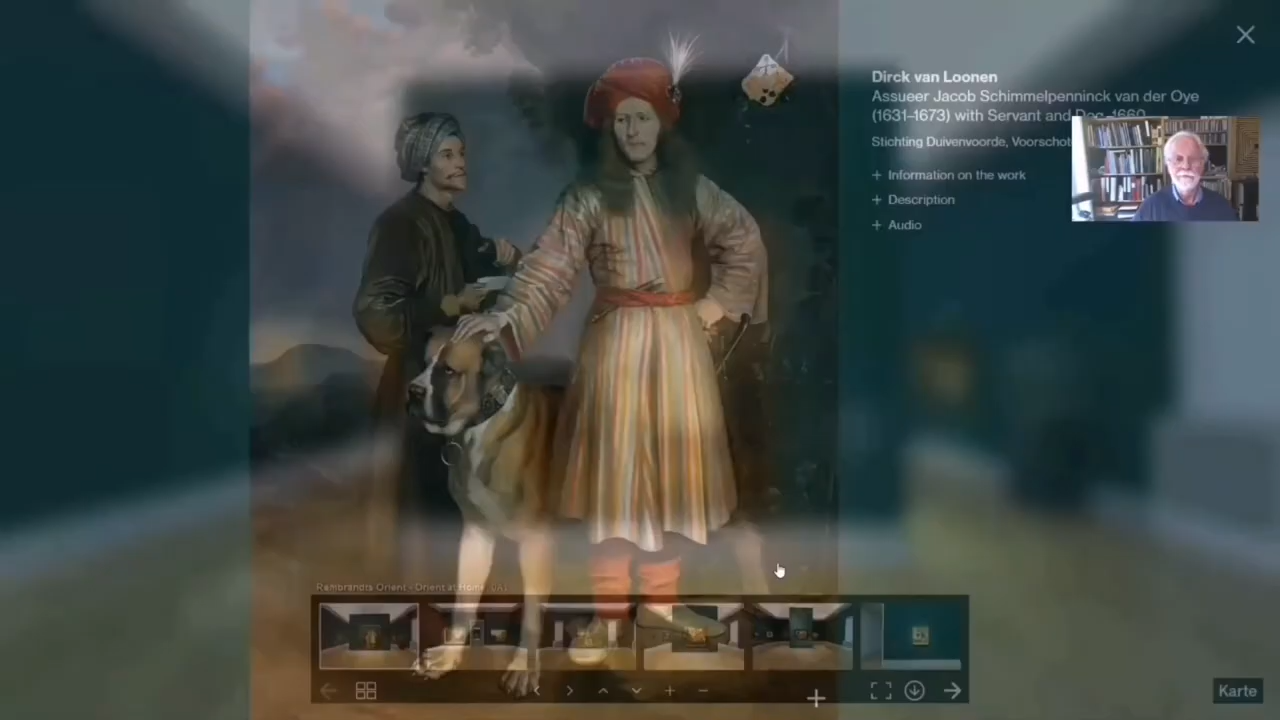 Dirck van Loonen
Assueer Jacob Schimmelpenninck van der Oye
(1631–1673) with Servant and Dog, 1660
Stichting Duivenvoorde, Voorschoten
+ Information on the work
+ Description
+ Audio
Rembrandts Orient - Orient at Home
Karte